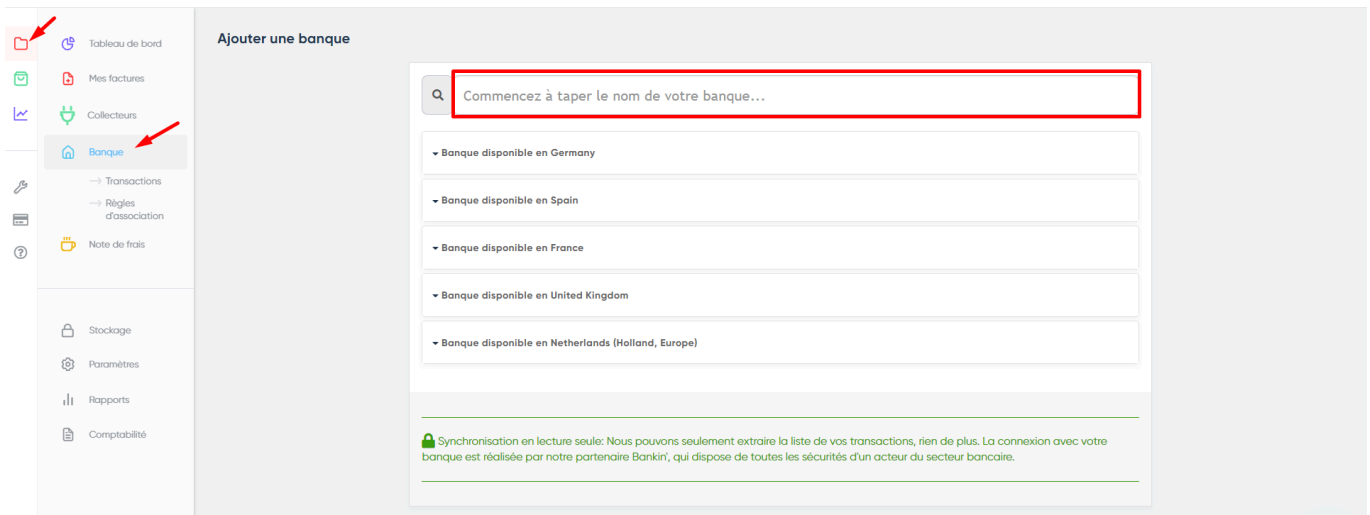 Tableau de bord
Mes factures
Collecteurs
Banque
Transactions
Règles
d'association
Note de frais
Stockage
Paramètres
Rapports
Comptabilité
Ajouter une banque
Commencez à taper le nom de votre banque...
Banque disponible en Germany
Banque disponible en Spain
Banque disponible en France
Banque disponible en United Kingdom
Banque disponible en Netherlands (Holland, Europe)
Synchronisation en lecture seule: Nous pouvons seulement extraire la liste de vos transactions, rien de plus. La connexion avec votre
banque est réalisée par notre partenaire Bankin', qui dispose de toutes les sécurités d'un acteur du secteur bancaire.